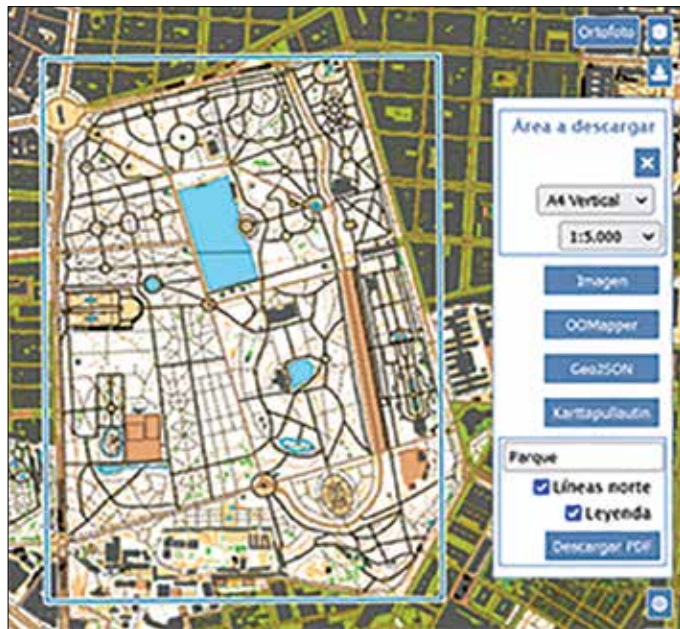 Ortofoto
Área a descargar
A4 Vertical
1:5.000
Imagen
OOMapper
GeoJSON
Karttapullautin
Parque
Líneas norte
Leyenda
Descargar PDF